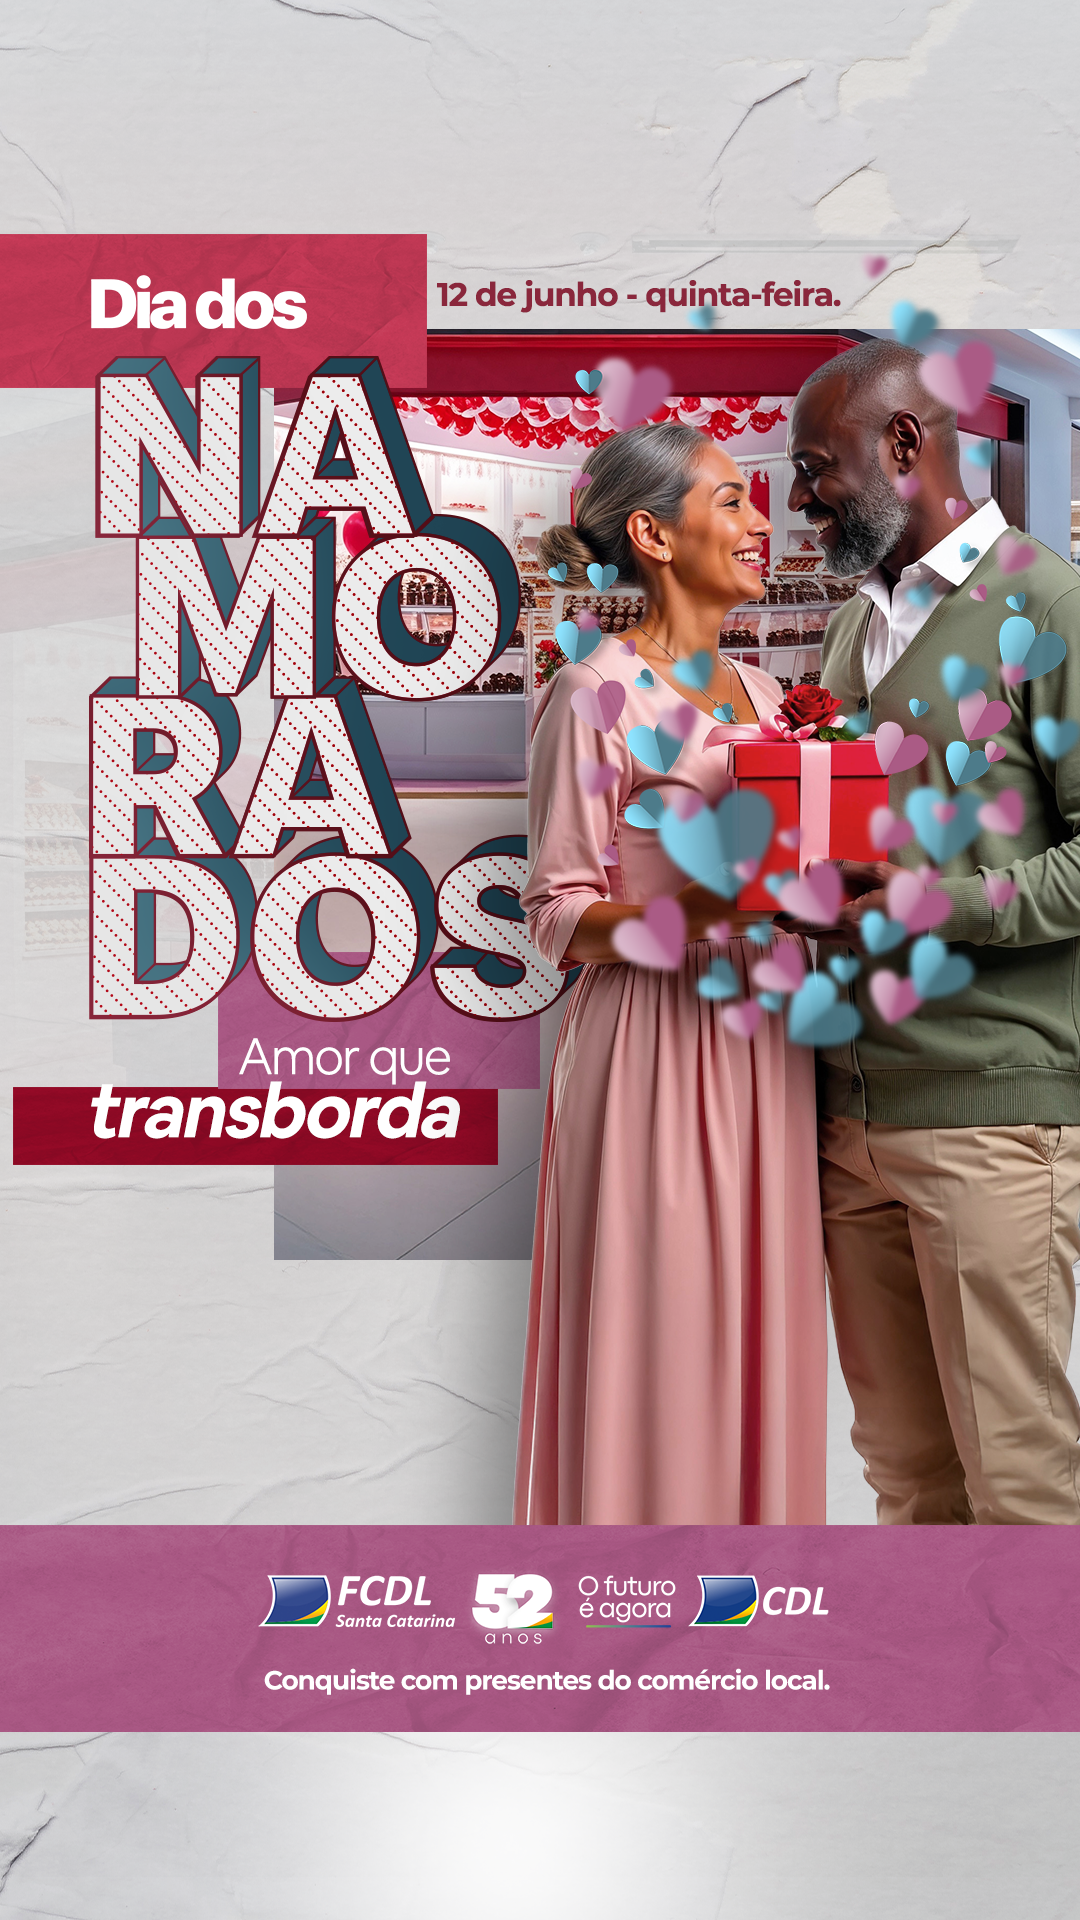 Dia dos
12 de junho - quinta-feira.
NA
MO
RA
DOS
Amor que
transborda
FCDL
Santa Catarina
52
anos
O futuro
é agora
CDL
Conquiste com presentes do comércio local.